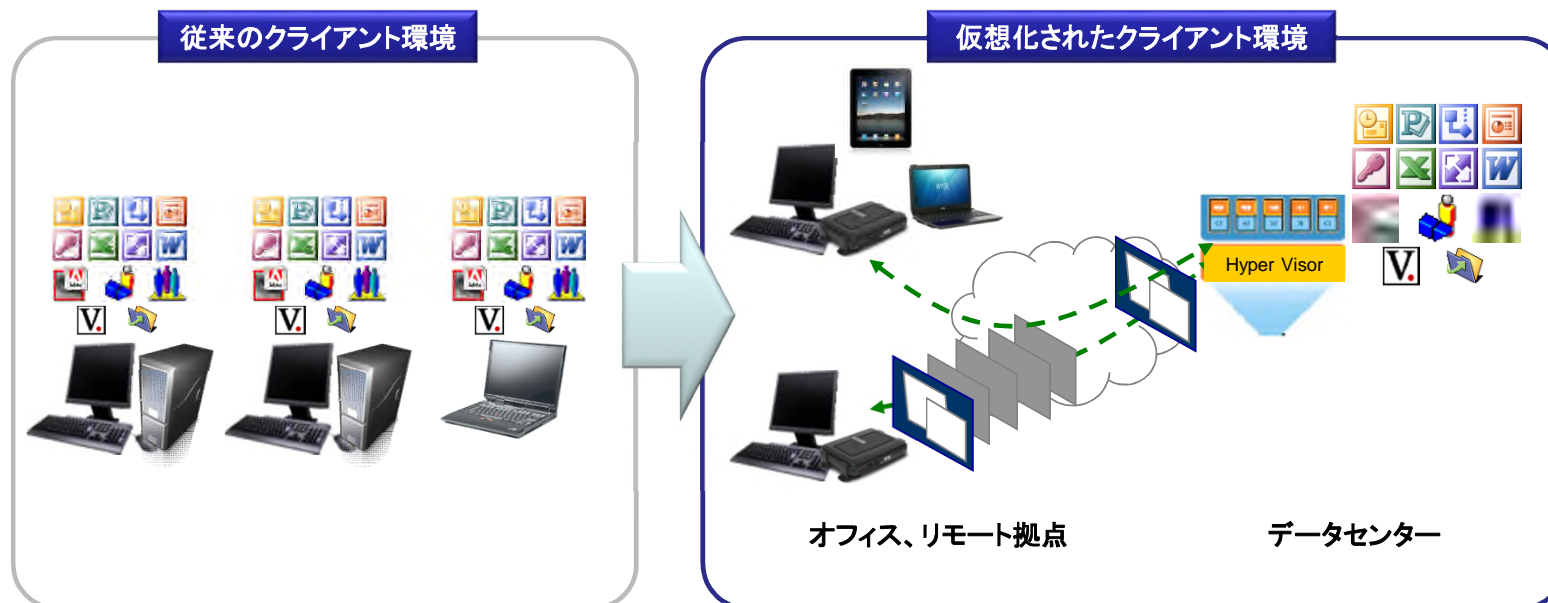 従来のクライアント環境
仮想化されたクライアント環境
Hyper Visor
V.
V.
V.
V.
オフィス、リモート拠点
データセンター